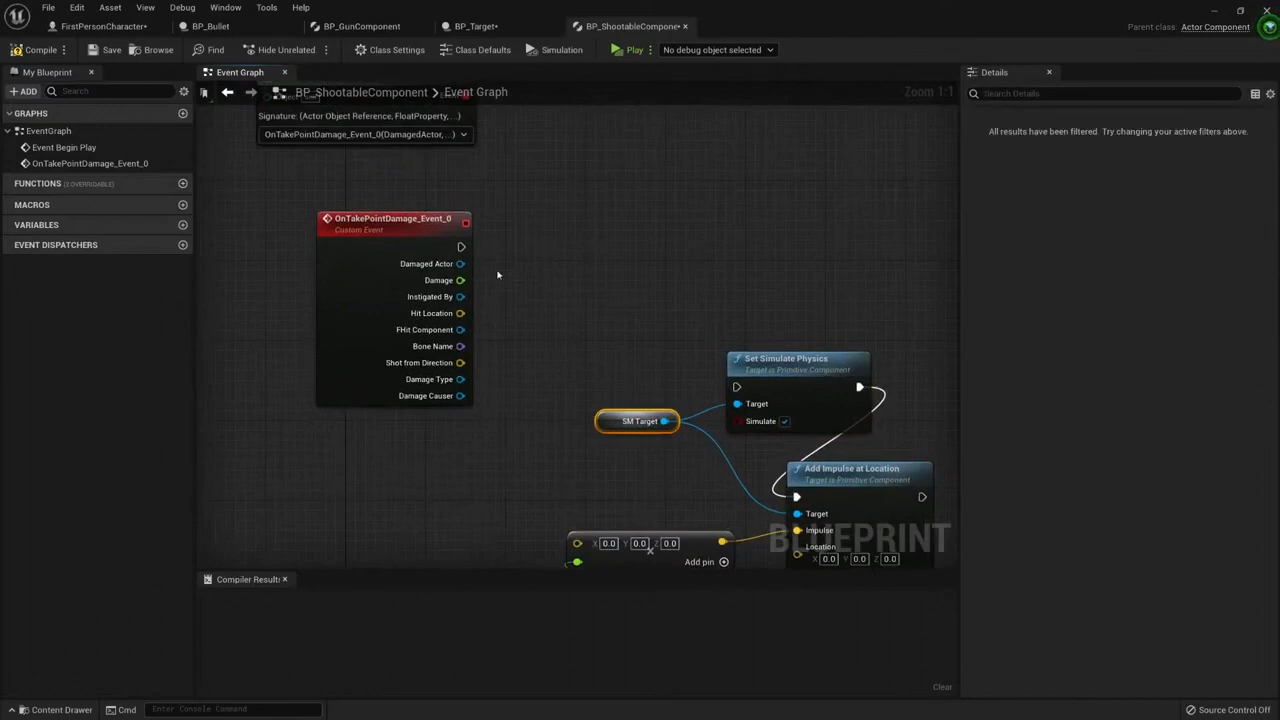 File Edit Asset View Debug Window Tools Help
FirstPersonCharacter• BP_Bullet BP_GunComponent BP_Target• BP_ShootableComponent• × Parent class: Actor Component
Compile Save Browse Find Hide Unrelated Class Settings Class Defaults Simulation Play No debug object selected
My Blueprint Event Graph Details
+ ADD Search BP_ShootableComponent > Event Graph Zoom 1:1 Search Details
GRAPHS
EventGraph
Event Begin Play
OnTakePointDamage_Event_0
FUNCTIONS (2 OVERRIDABLE)
MACROS
VARIABLES
EVENT DISPATCHERS
Signature: (Actor Object Reference, FloatProperty, ...)
OnTakePointDamage_Event_0(DamagedActor, ...)
All results have been filtered. Try changing your active filters above.
OnTakePointDamage_Event_0
Custom Event
Damaged Actor
Damage
Instigated By
Hit Location
FHit Component
Bone Name
Shot from Direction
Damage Type
Damage Causer
Set Simulate Physics
Target is Primitive Component
Target
Simulate
SM Target
Add Impulse at Location
Target is Primitive Component
Target
Impulse
Location
X 0.0 Y 0.0 Z 0.0
X 0.0 Y 0.0 Z 0.0
Add pin
BLUEPRINT
Compiler Results
Clear
Content Drawer Cmd Enter Console Command Source Control Off